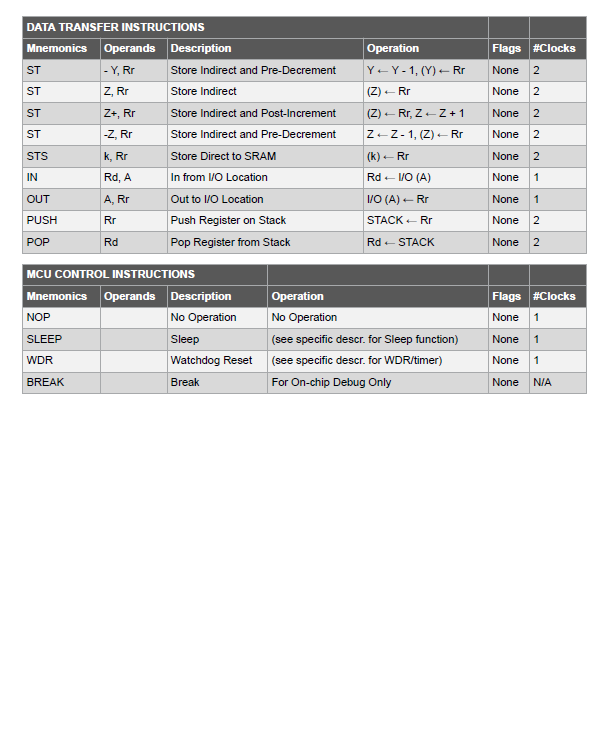 DATA TRANSFER INSTRUCTIONS
Mnemonics Operands Description Operation Flags #Clocks
ST - Y, Rr Store Indirect and Pre-Decrement Y ← Y - 1, (Y) ← Rr None 2
ST Z, Rr Store Indirect (Z) ← Rr None 2
ST Z+, Rr Store Indirect and Post-Increment (Z) ← Rr, Z ← Z + 1 None 2
ST -Z, Rr Store Indirect and Pre-Decrement Z ← Z - 1, (Z) ← Rr None 2
STS k, Rr Store Direct to SRAM (k) ← Rr None 2
IN Rd, A In from I/O Location Rd ← I/O (A) None 1
OUT A, Rr Out to I/O Location I/O (A) ← Rr None 1
PUSH Rr Push Register on Stack STACK ← Rr None 2
POP Rd Pop Register from Stack Rd ← STACK None 2
MCU CONTROL INSTRUCTIONS
Mnemonics Operands Description Operation Flags #Clocks
NOP No Operation No Operation None 1
SLEEP Sleep (see specific descr. for Sleep function) None 1
WDR Watchdog Reset (see specific descr. for WDR/timer) None 1
BREAK Break For On-chip Debug Only None N/A